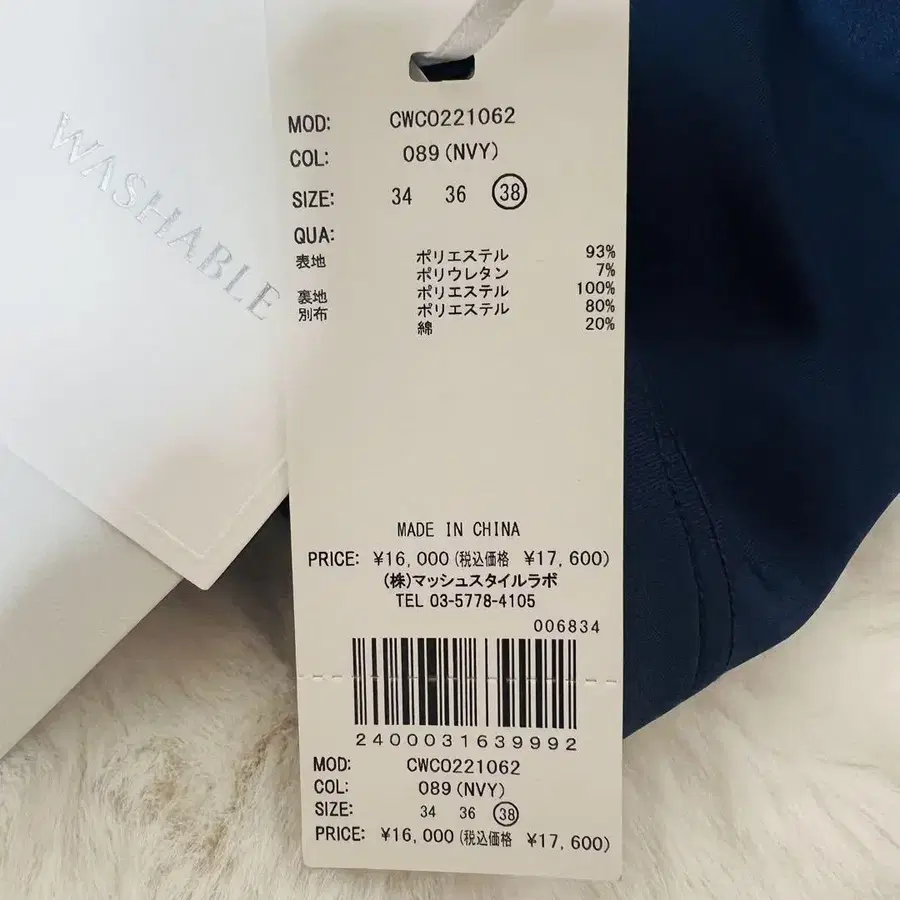 WASHABLE
MOD: CWCO221062
COL: 089(NVY)
SIZE: 34 36 38
QUA:
表地 ポリエステル 93%
ポリウレタン 7%
裏地 ポリエステル 100%
別布 ポリエステル 80%
綿 20%
MADE IN CHINA
PRICE: ¥16,000(税込価格 ¥17,600)
(株)マッシュスタイルラボ
TEL 03-5778-4105
006834
2400031639992
MOD: CWCO221062
COL: 089(NVY)
SIZE: 34 36 38
PRICE: ¥16,000(税込価格 ¥17,600)